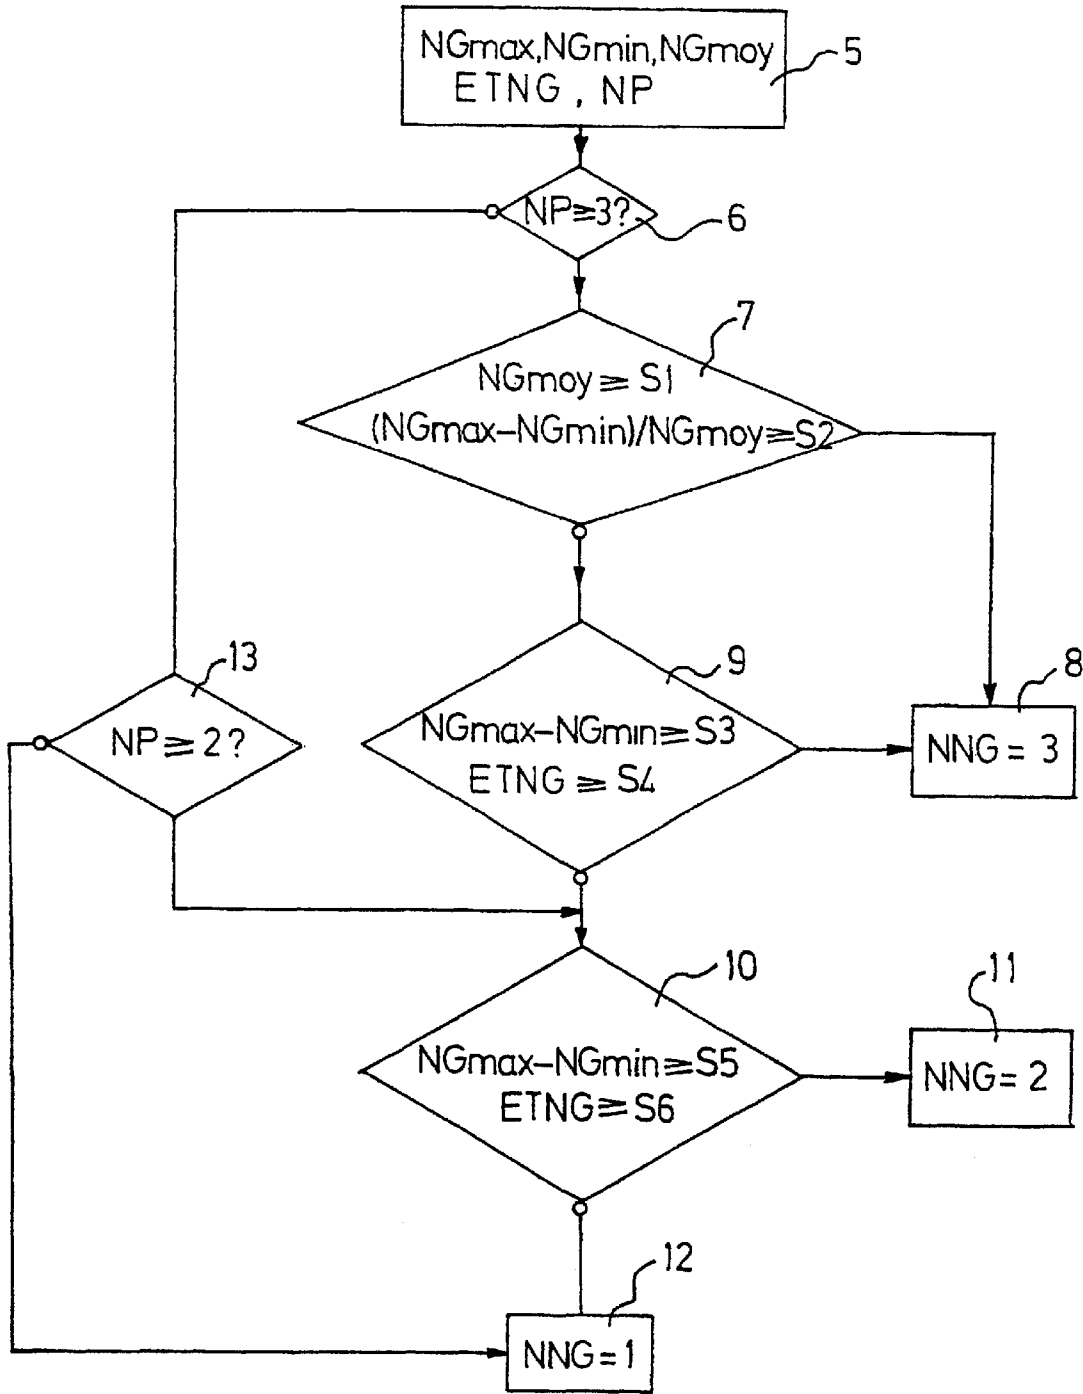 NGmax,NGmin,NGmoy
ETNG , NP
5
NP≥3?
6
7
NGmoy ≥ S1
(NGmax–NGmin)/NGmoy≥S2
13
NP ≥ 2?
9
NGmax–NGmin≥S3
ETNG ≥ S4
8
NNG = 3
10
NGmax–NGmin≥S5
ETNG≥S6
11
NNG=2
12
NNG=1